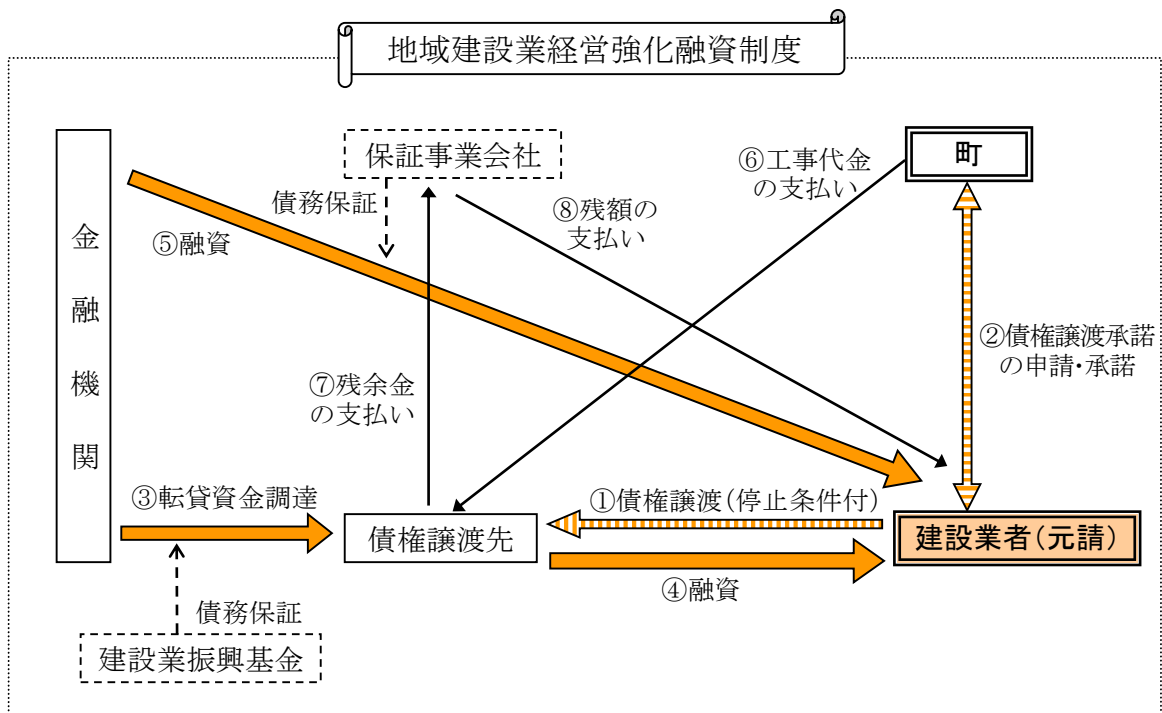 地域建設業経営強化融資制度
保証事業会社
町
⑥工事代金
の支払い
債務保証
⑧残額の
支払い
⑤融資
金融機関
②債権譲渡承諾
の申請・承諾
⑦残余金
の支払い
③転貸資金調達
①債権譲渡(停止条件付)
債権譲渡先
建設業者(元請)
④融資
債務保証
建設業振興基金